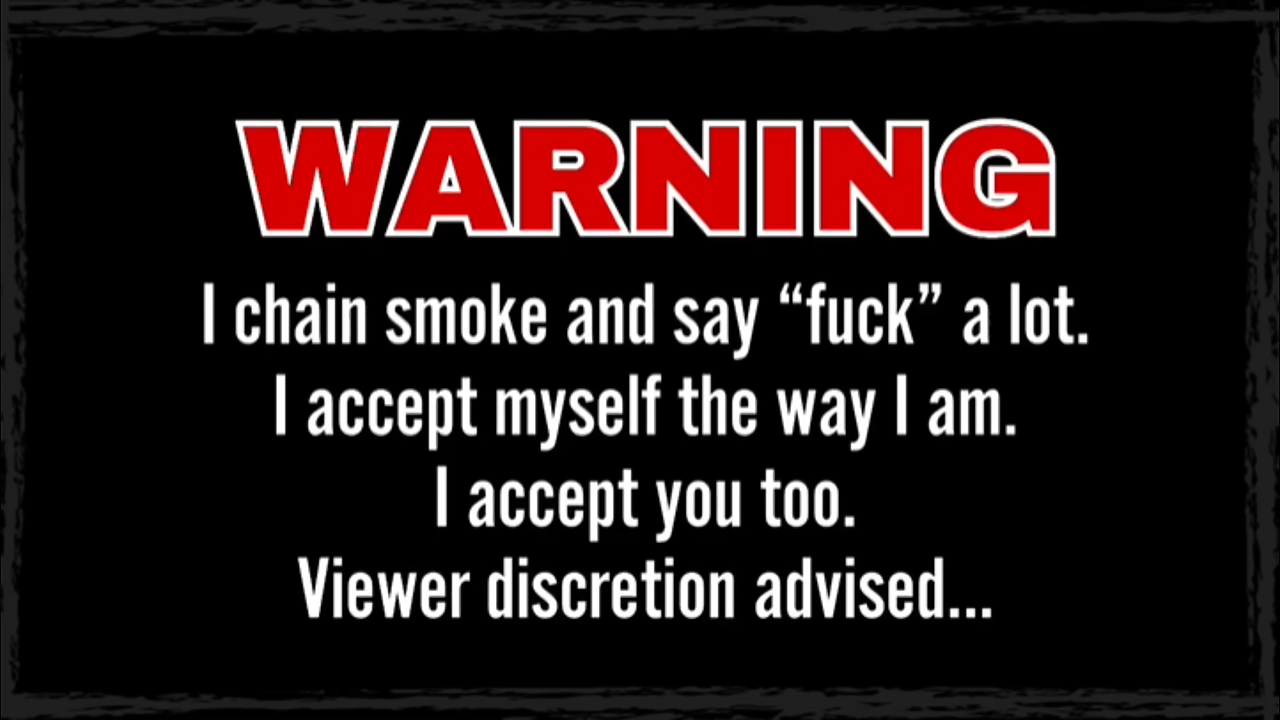 WARNING
I chain smoke and say “fuck” a lot.
I accept myself the way I am.
I accept you too.
Viewer discretion advised...